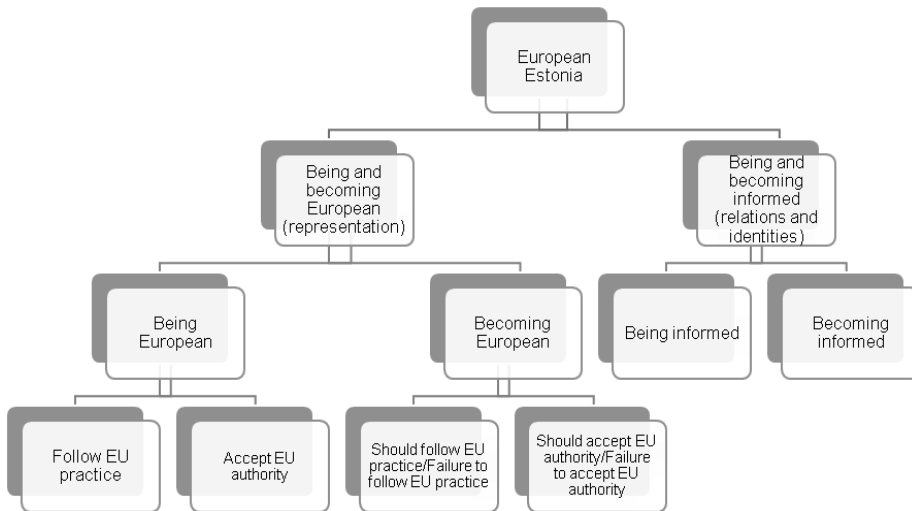 European
Estonia
Being and
becoming
European
(representation)
Being and
becoming
informed
(relations and
identities)
Being
European
Becoming
European
Being informed
Becoming
informed
Follow EU
practice
Accept EU
authority
Should follow EU
practice/Failure to
follow EU practice
Should accept EU
authority/Failure
to accept EU
authority